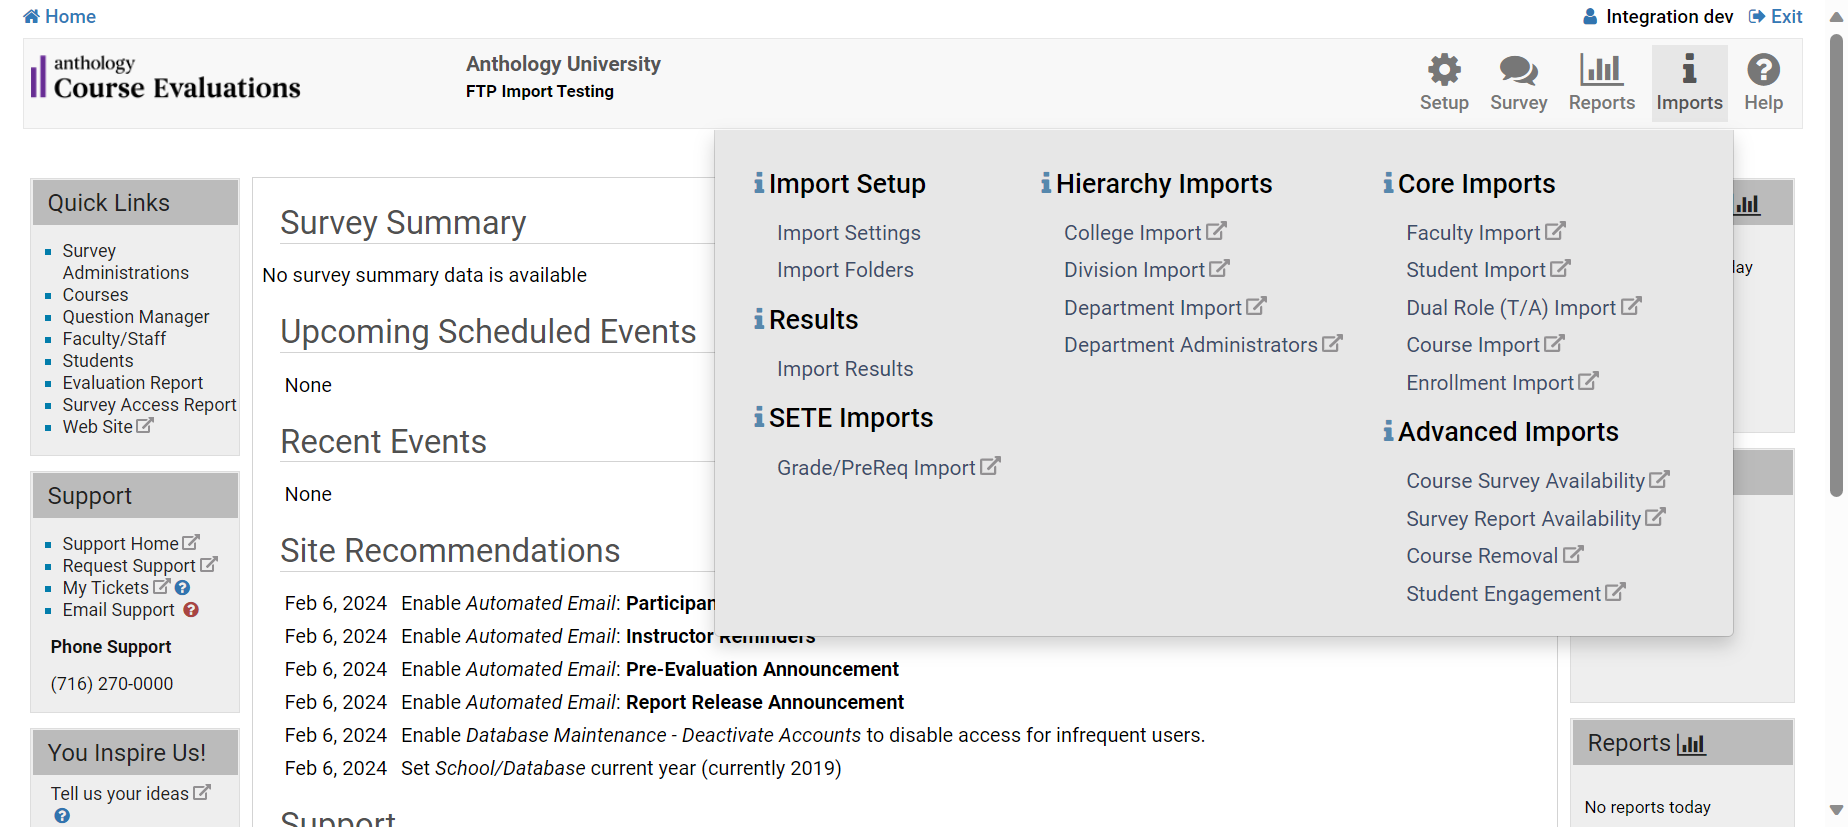 Home
Integration dev Exit
anthology
Course Evaluations
Anthology University
FTP Import Testing
Setup Survey Reports Imports Help
Quick Links
Survey
Administrations
Courses
Question Manager
Faculty/Staff
Students
Evaluation Report
Survey Access Report
Web Site
Support
Support Home
Request Support
My Tickets
Email Support
Phone Support
(716) 270-0000
You Inspire Us!
Tell us your ideas
Survey Summary
No survey summary data is available
Upcoming Scheduled Events
None
Recent Events
None
Site Recommendations
Feb 6, 2024 Enable Automated Email: Participan
Feb 6, 2024 Enable Automated Email: Instructor Reminders
Feb 6, 2024 Enable Automated Email: Pre-Evaluation Announcement
Feb 6, 2024 Enable Automated Email: Report Release Announcement
Feb 6, 2024 Enable Database Maintenance - Deactivate Accounts to disable access for infrequent users.
Feb 6, 2024 Set School/Database current year (currently 2019)
Support
Import Setup
Import Settings
Import Folders
Results
Import Results
SETE Imports
Grade/PreReq Import
Hierarchy Imports
College Import
Division Import
Department Import
Department Administrators
Core Imports
Faculty Import
Student Import
Dual Role (T/A) Import
Course Import
Enrollment Import
Advanced Imports
Course Survey Availability
Survey Report Availability
Course Removal
Student Engagement
lay
Reports
No reports today